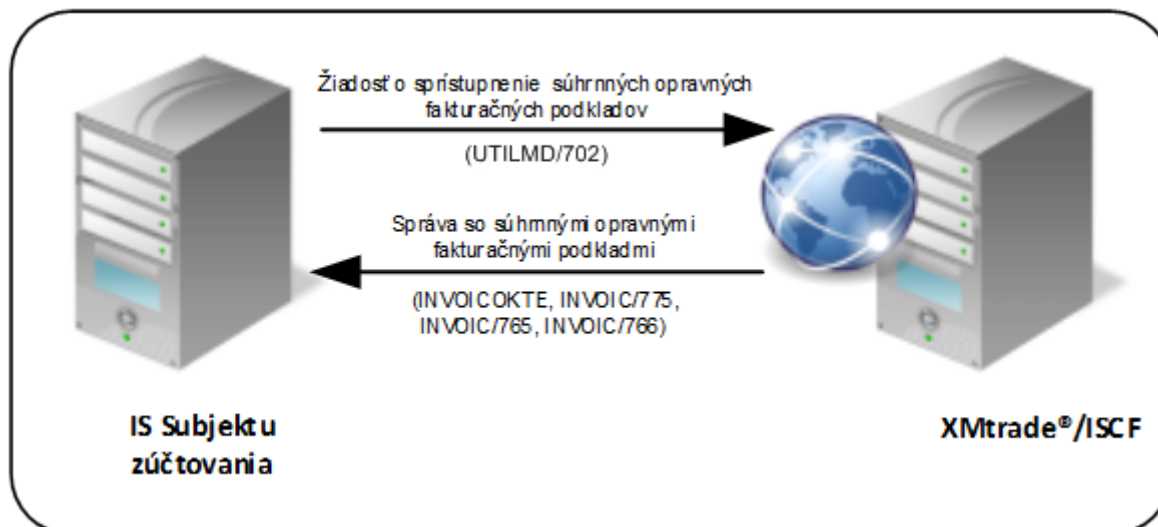 Žiadosť o sprístupnenie súhrnných opravných
fakturačných podkladov
(UTILMD/702)
Správa so súhrnnými opravnými
fakturačnými podkladmi
(INVOICOKTE, INVOIC/775,
INVOIC/765, INVOIC/766)
IS Subjektu
zúčtovania
XMtrade®/ISCF